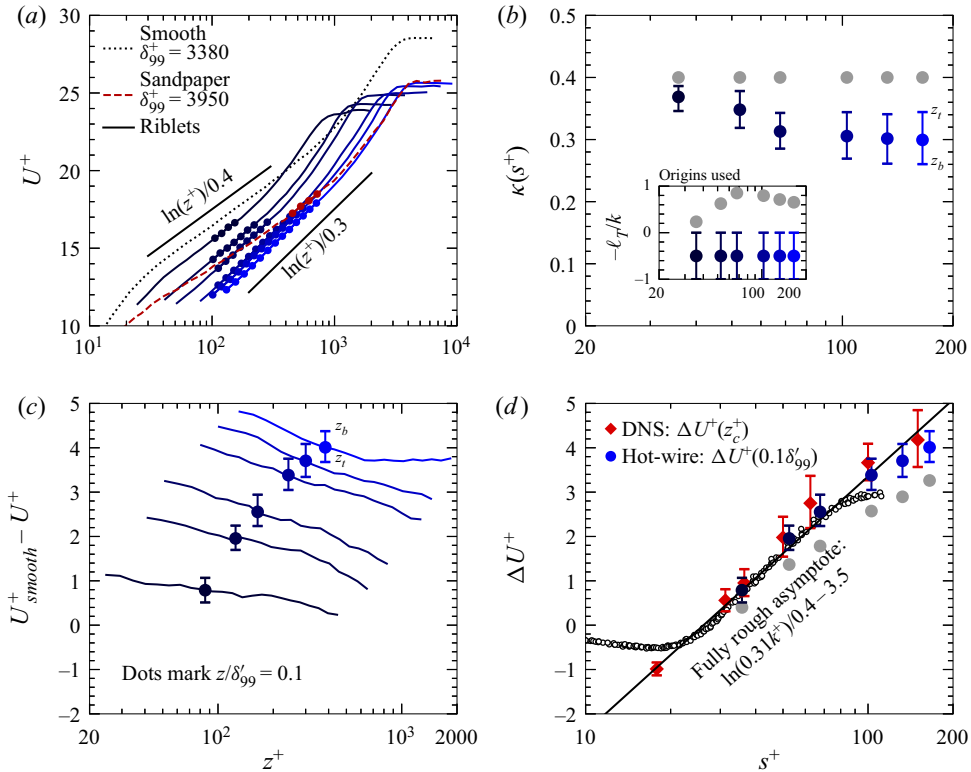 (a)
Smooth
δ⁺₉₉ = 3380
Sandpaper
δ⁺₉₉ = 3950
Riblets
ln(z⁺)/0.4
ln(z⁺)/0.3
U⁺
30
25
20
15
10
10¹
10²
10³
10⁴
(b)
κ(s⁺)
0.5
0.4
0.3
0.2
0.1
0
z_t
z_b
Origins used
−ℓ_T/k
1
0
−1
20
100
200
20
100
200
(c)
U⁺_smooth − U⁺
5
4
3
2
1
0
−1
−2
z_b
z_t
Dots mark z/δ′₉₉ = 0.1
20
10²
10³
2000
z⁺
(d)
DNS: ΔU⁺(z_c⁺)
Hot-wire: ΔU⁺(0.1δ′₉₉)
ΔU⁺
5
4
3
2
1
0
−1
−2
Fully rough asymptote:
ln(0.31k⁺)/0.4 − 3.5
10
100
200
s⁺